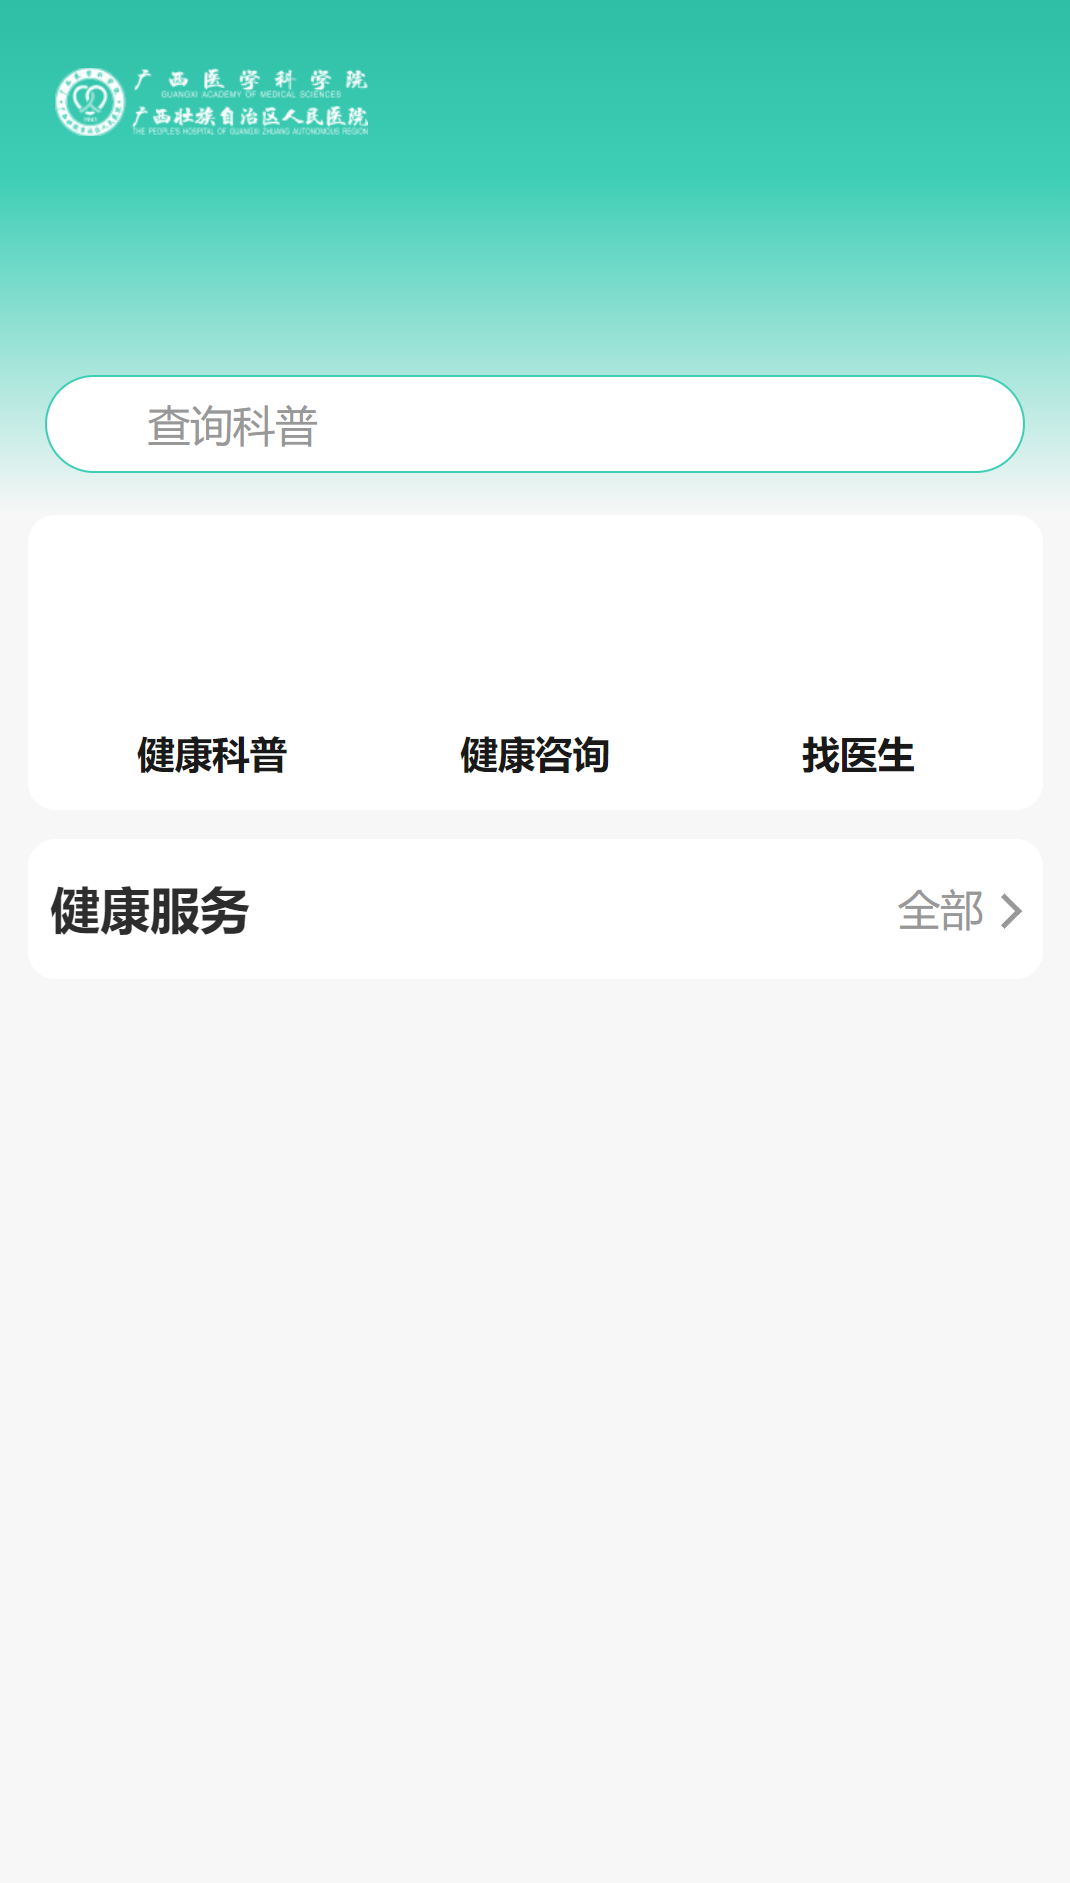 广西医学科学院
GUANGXI ACADEMY OF MEDICAL SCIENCES
广西壮族自治区人民医院
THE PEOPLE'S HOSPITAL OF GUANGXI ZHUANG AUTONOMOUS REGION
查询科普
健康科普
健康咨询
找医生
健康服务
全部